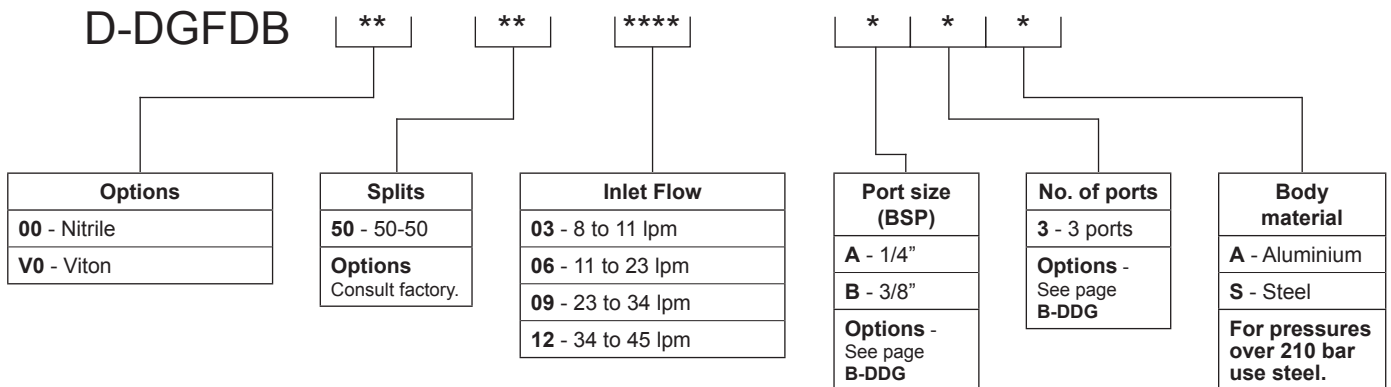 D-DGFDB ** ** **** * * *
Options
00 - Nitrile
V0 - Viton
Splits
50 - 50-50
Options
Consult factory.
Inlet Flow
03 - 8 to 11 lpm
06 - 11 to 23 lpm
09 - 23 to 34 lpm
12 - 34 to 45 lpm
Port size
(BSP)
A - 1/4”
B - 3/8”
Options -
See page
B-DDG
No. of ports
3 - 3 ports
Options -
See page
B-DDG
Body
material
A - Aluminium
S - Steel
For pressures
over 210 bar
use steel.